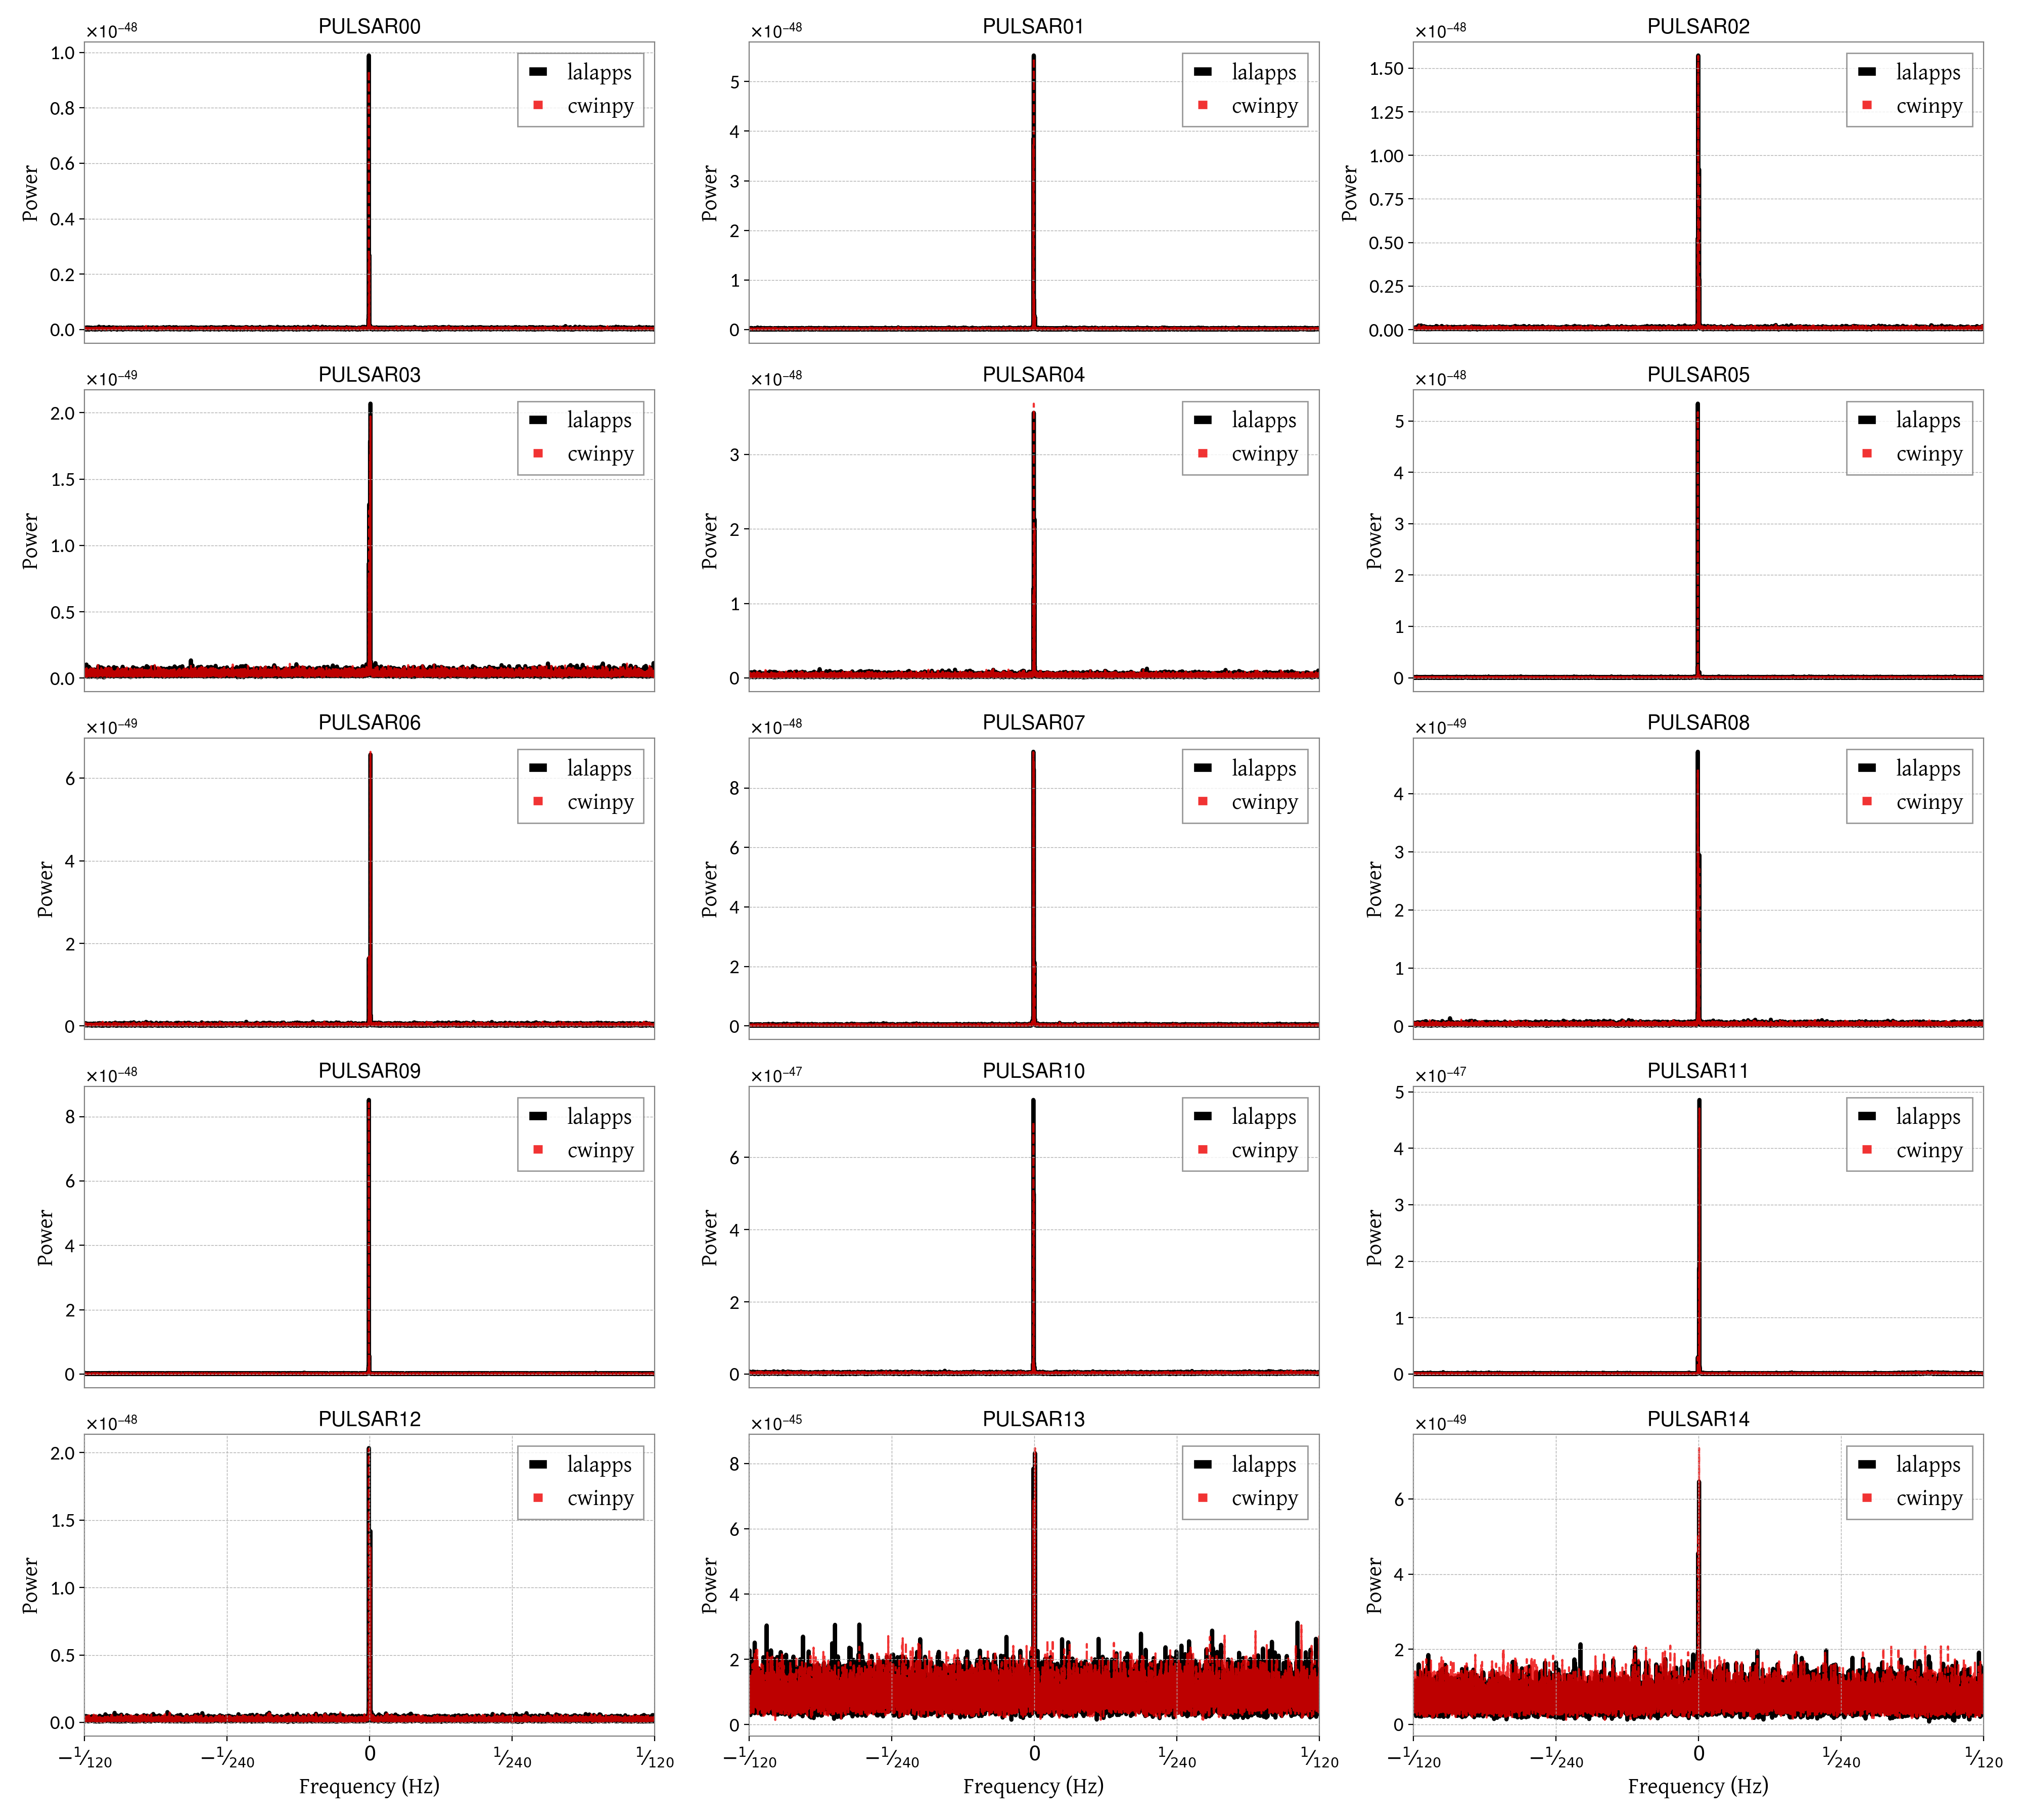 PULSAR00
×10⁻⁴⁸
1.0
0.8
0.6
0.4
0.2
0.0
Power
lalapps
cwinpy
PULSAR01
×10⁻⁴⁸
5
4
3
2
1
0
Power
lalapps
cwinpy
PULSAR02
×10⁻⁴⁸
1.50
1.25
1.00
0.75
0.50
0.25
0.00
Power
lalapps
cwinpy
PULSAR03
×10⁻⁴⁹
2.0
1.5
1.0
0.5
0.0
Power
lalapps
cwinpy
PULSAR04
×10⁻⁴⁸
3
2
1
0
Power
lalapps
cwinpy
PULSAR05
×10⁻⁴⁸
5
4
3
2
1
0
Power
lalapps
cwinpy
PULSAR06
×10⁻⁴⁹
6
4
2
0
Power
lalapps
cwinpy
PULSAR07
×10⁻⁴⁸
8
6
4
2
0
Power
lalapps
cwinpy
PULSAR08
×10⁻⁴⁹
4
3
2
1
0
Power
lalapps
cwinpy
PULSAR09
×10⁻⁴⁸
8
6
4
2
0
Power
lalapps
cwinpy
PULSAR10
×10⁻⁴⁷
6
4
2
0
Power
lalapps
cwinpy
PULSAR11
×10⁻⁴⁷
5
4
3
2
1
0
Power
lalapps
cwinpy
PULSAR12
×10⁻⁴⁸
2.0
1.5
1.0
0.5
0.0
Power
lalapps
cwinpy
−¹⁄₁₂₀ −¹⁄₂₄₀ 0 ¹⁄₂₄₀ ¹⁄₁₂₀
Frequency (Hz)
PULSAR13
×10⁻⁴⁵
8
6
4
2
0
Power
lalapps
cwinpy
−¹⁄₁₂₀ −¹⁄₂₄₀ 0 ¹⁄₂₄₀ ¹⁄₁₂₀
Frequency (Hz)
PULSAR14
×10⁻⁴⁹
6
4
2
0
Power
lalapps
cwinpy
−¹⁄₁₂₀ −¹⁄₂₄₀ 0 ¹⁄₂₄₀ ¹⁄₁₂₀
Frequency (Hz)